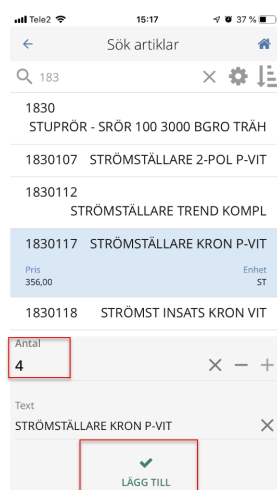 Tele2 15:17 37 %
Sök artiklar
183
1830
STUPRÖR - SRÖR 100 3000 BGRO TRÄH
1830107 STRÖMSTÄLLARE 2-POL P-VIT
1830112
STRÖMSTÄLLARE TREND KOMPL
1830117 STRÖMSTÄLLARE KRON P-VIT
Pris Enhet
356,00 ST
1830118 STRÖMST INSATS KRON VIT
Antal
4
Text
STRÖMSTÄLLARE KRON P-VIT
LÄGG TILL